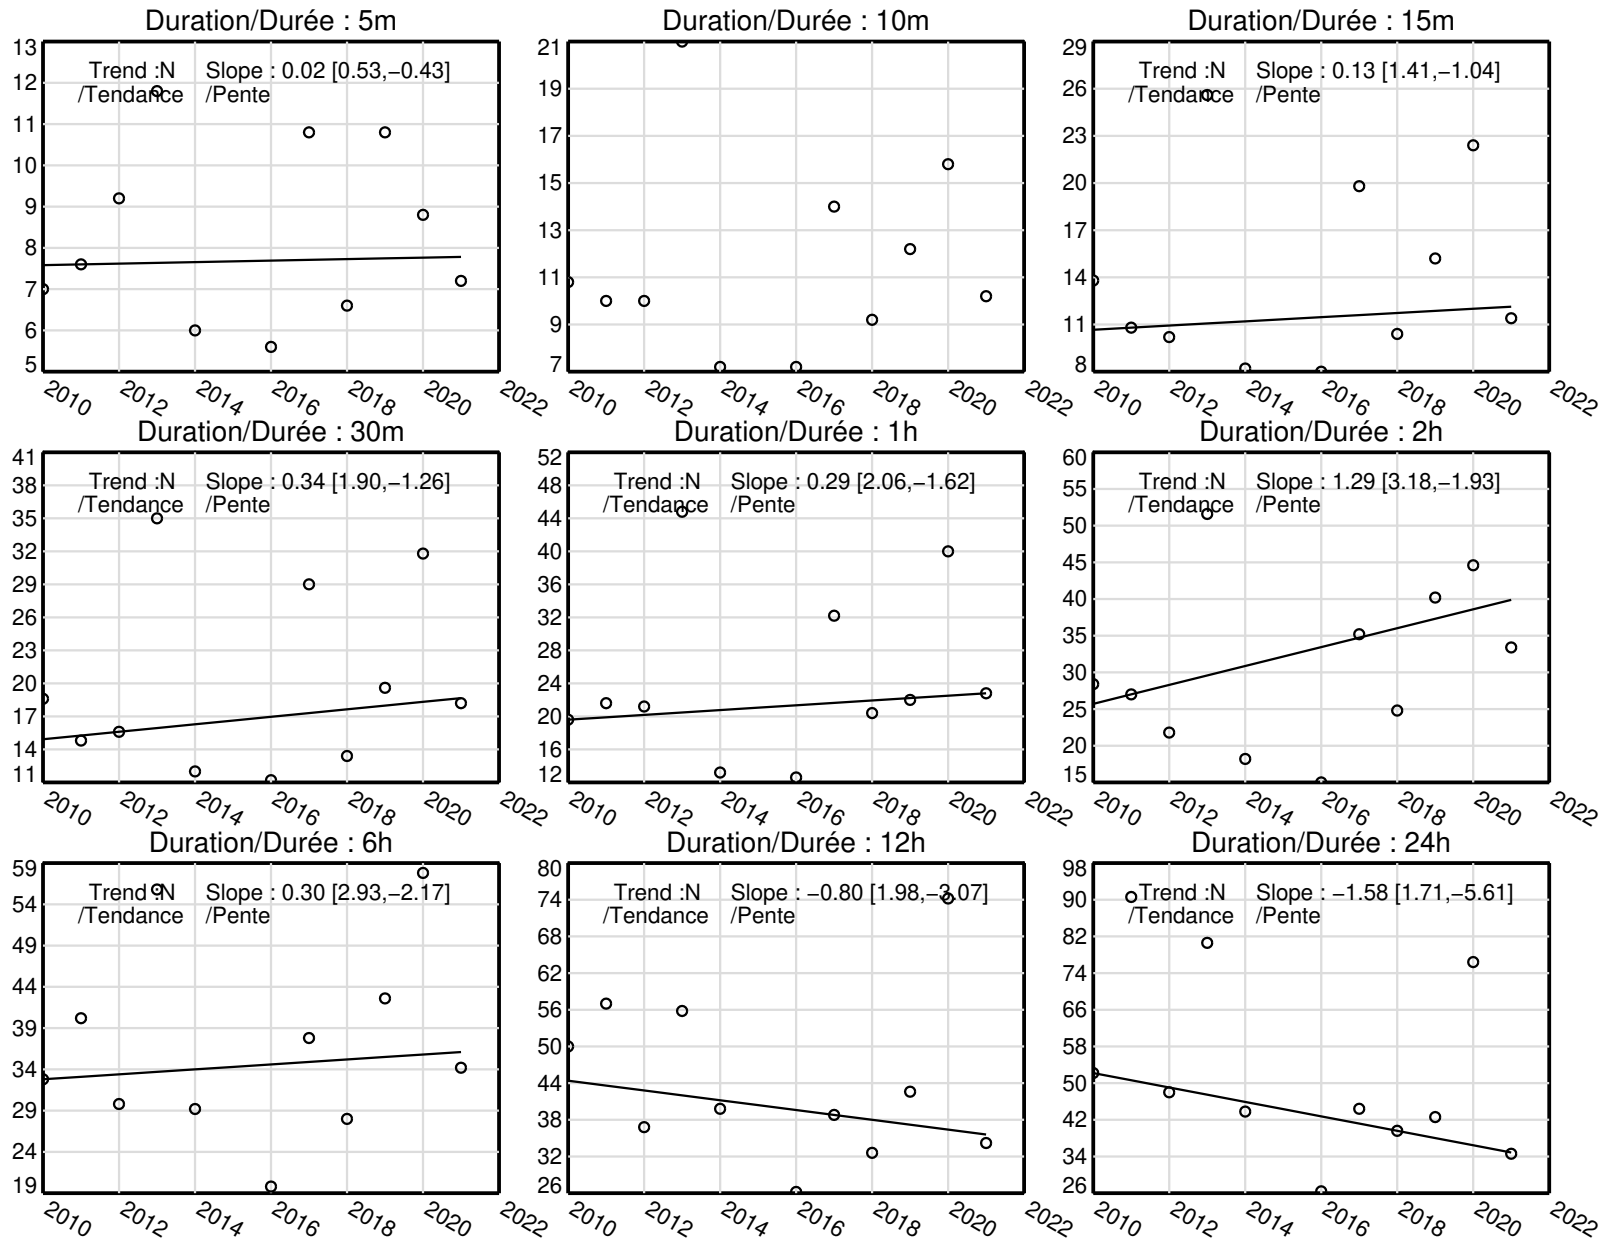 Duration/Durée : 5m
13
12
11
10
9
8
7
6
5
Trend :N Slope : 0.02 [0.53,−0.43]
/Tendance /Pente
2010 2012 2014 2016 2018 2020 2022
Duration/Durée : 10m
21
19
17
15
13
11
9
7
2010 2012 2014 2016 2018 2020 2022
Duration/Durée : 15m
29
26
23
20
17
14
11
8
Trend :N Slope : 0.13 [1.41,−1.04]
/Tendance /Pente
2010 2012 2014 2016 2018 2020 2022
Duration/Durée : 30m
41
38
35
32
29
26
23
20
17
14
11
Trend :N Slope : 0.34 [1.90,−1.26]
/Tendance /Pente
2010 2012 2014 2016 2018 2020 2022
Duration/Durée : 1h
52
48
44
40
36
32
28
24
20
16
12
Trend :N Slope : 0.29 [2.06,−1.62]
/Tendance /Pente
2010 2012 2014 2016 2018 2020 2022
Duration/Durée : 2h
60
55
50
45
40
35
30
25
20
15
Trend :N Slope : 1.29 [3.18,−1.93]
/Tendance /Pente
2010 2012 2014 2016 2018 2020 2022
Duration/Durée : 6h
59
54
49
44
39
34
29
24
19
Trend :N Slope : 0.30 [2.93,−2.17]
/Tendance /Pente
2010 2012 2014 2016 2018 2020 2022
Duration/Durée : 12h
80
74
68
62
56
50
44
38
32
26
Trend :N Slope : −0.80 [1.98,−3.07]
/Tendance /Pente
2010 2012 2014 2016 2018 2020 2022
Duration/Durée : 24h
98
90
82
74
66
58
50
42
34
26
Trend :N Slope : −1.58 [1.71,−5.61]
/Tendance /Pente
2010 2012 2014 2016 2018 2020 2022